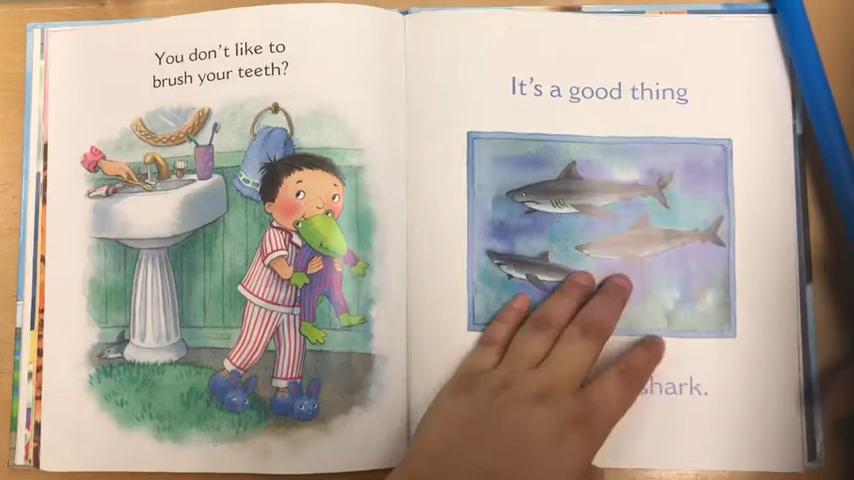 You don't like to
brush your teeth?
It's a good thing
shark.